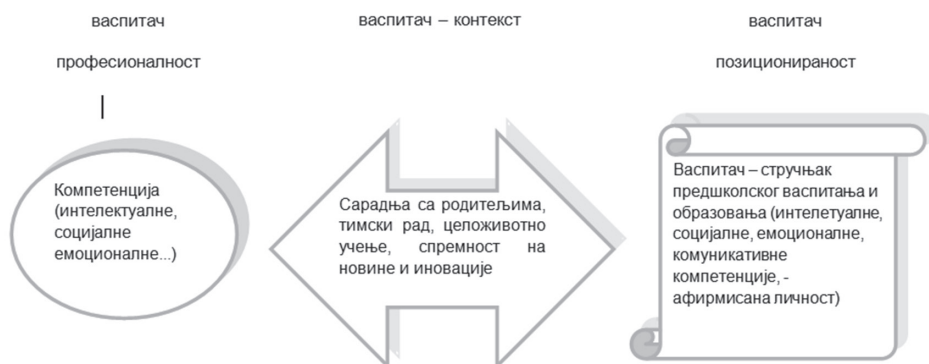 васпитач
професионалност
васпитач – контекст
васпитач
позиционираност
Компетенција
(интелектуалне,
социјалне
емоционалне...)
Сарадња са родитељима,
тимски рад, целоживотно
учење, спремност на
новине и иновације
Васпитач – стручњак
предшколског васпитања и
образовања (интелетуалне,
социјалне, емоционалне,
комуникативне
компетенције, -
афирмисана личност)